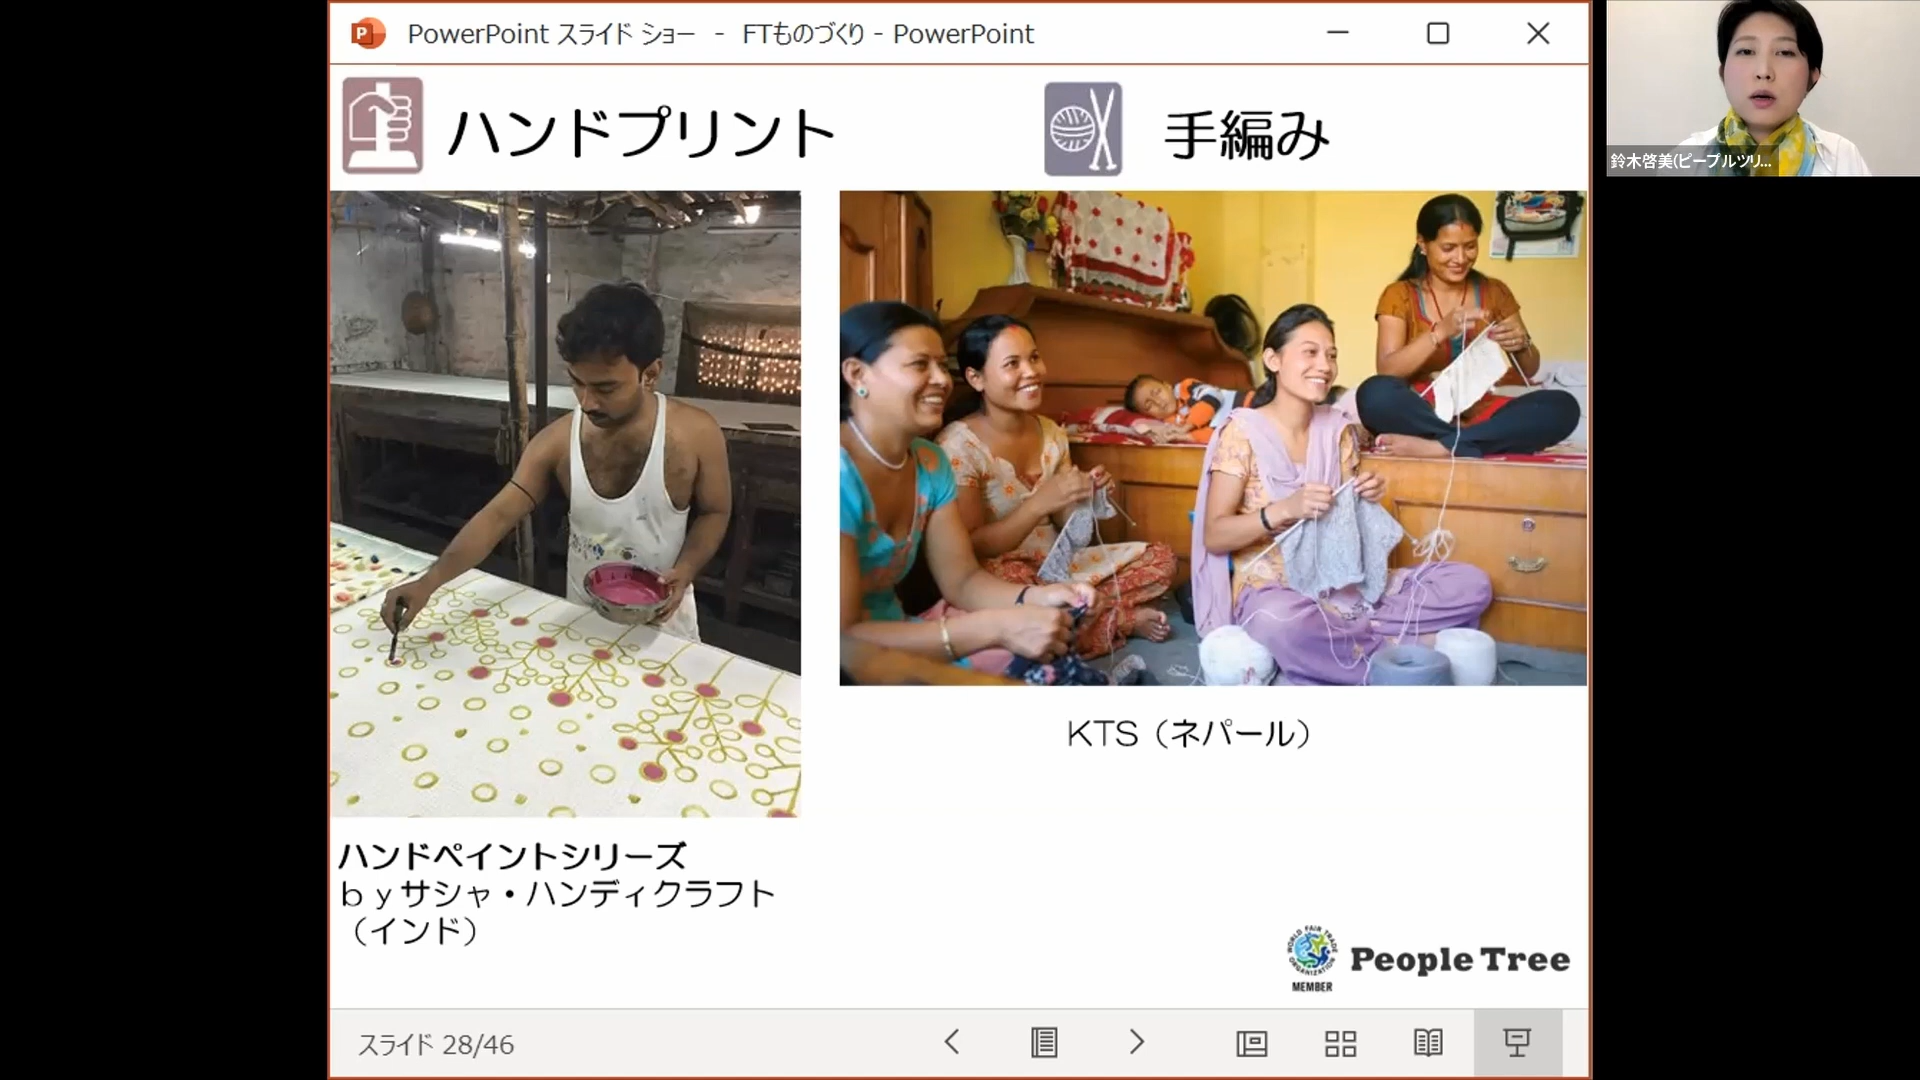 PowerPoint スライド ショー - FTものづくり - PowerPoint
ハンドプリント
手編み
鈴木啓美(ピープルツリ...
KTS（ネパール）
ハンドペイントシリーズ
ｂｙサシャ・ハンディクラフト
（インド）
WORLD FAIR TRADE ORGANIZATION
MEMBER
People Tree
スライド 28/46